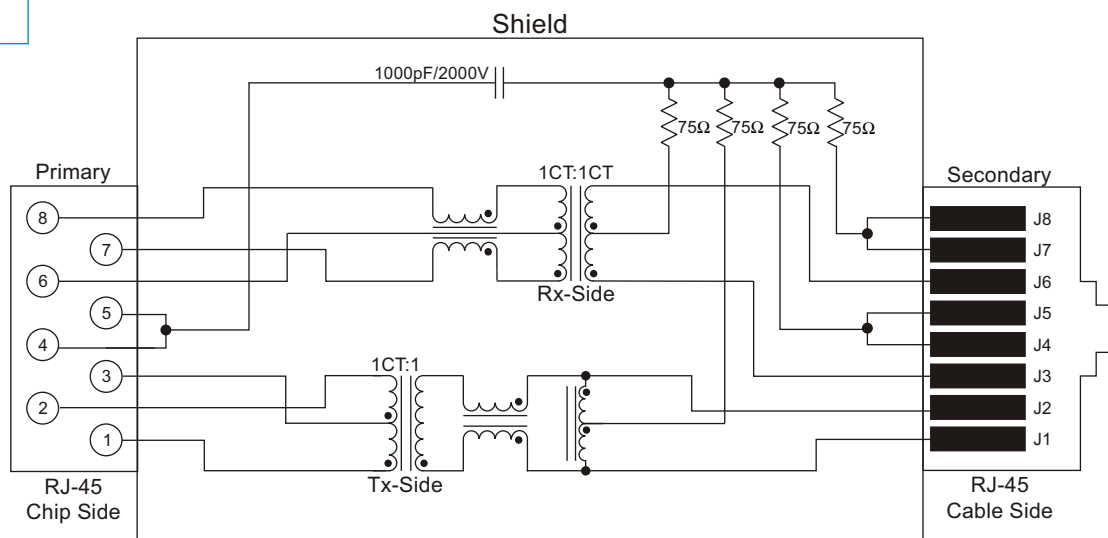 Shield
1000pF/2000V
75Ω 75Ω 75Ω 75Ω
Primary
1CT:1CT
Secondary
8
J8
7
J7
6
J6
Rx-Side
5
J5
4
J4
1CT:1
3
J3
2
J2
1
J1
Tx-Side
RJ-45
Chip Side
RJ-45
Cable Side